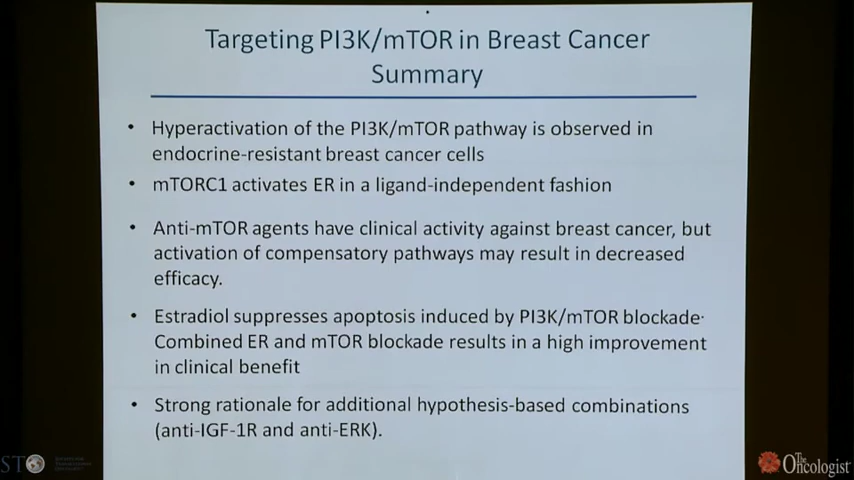 Targeting PI3K/mTOR in Breast Cancer
Summary
• Hyperactivation of the PI3K/mTOR pathway is observed in
endocrine-resistant breast cancer cells
• mTORC1 activates ER in a ligand-independent fashion
• Anti-mTOR agents have clinical activity against breast cancer, but
activation of compensatory pathways may result in decreased
efficacy.
• Estradiol suppresses apoptosis induced by PI3K/mTOR blockade·
Combined ER and mTOR blockade results in a high improvement
in clinical benefit
• Strong rationale for additional hypothesis-based combinations
(anti-IGF-1R and anti-ERK).
The
Oncologist